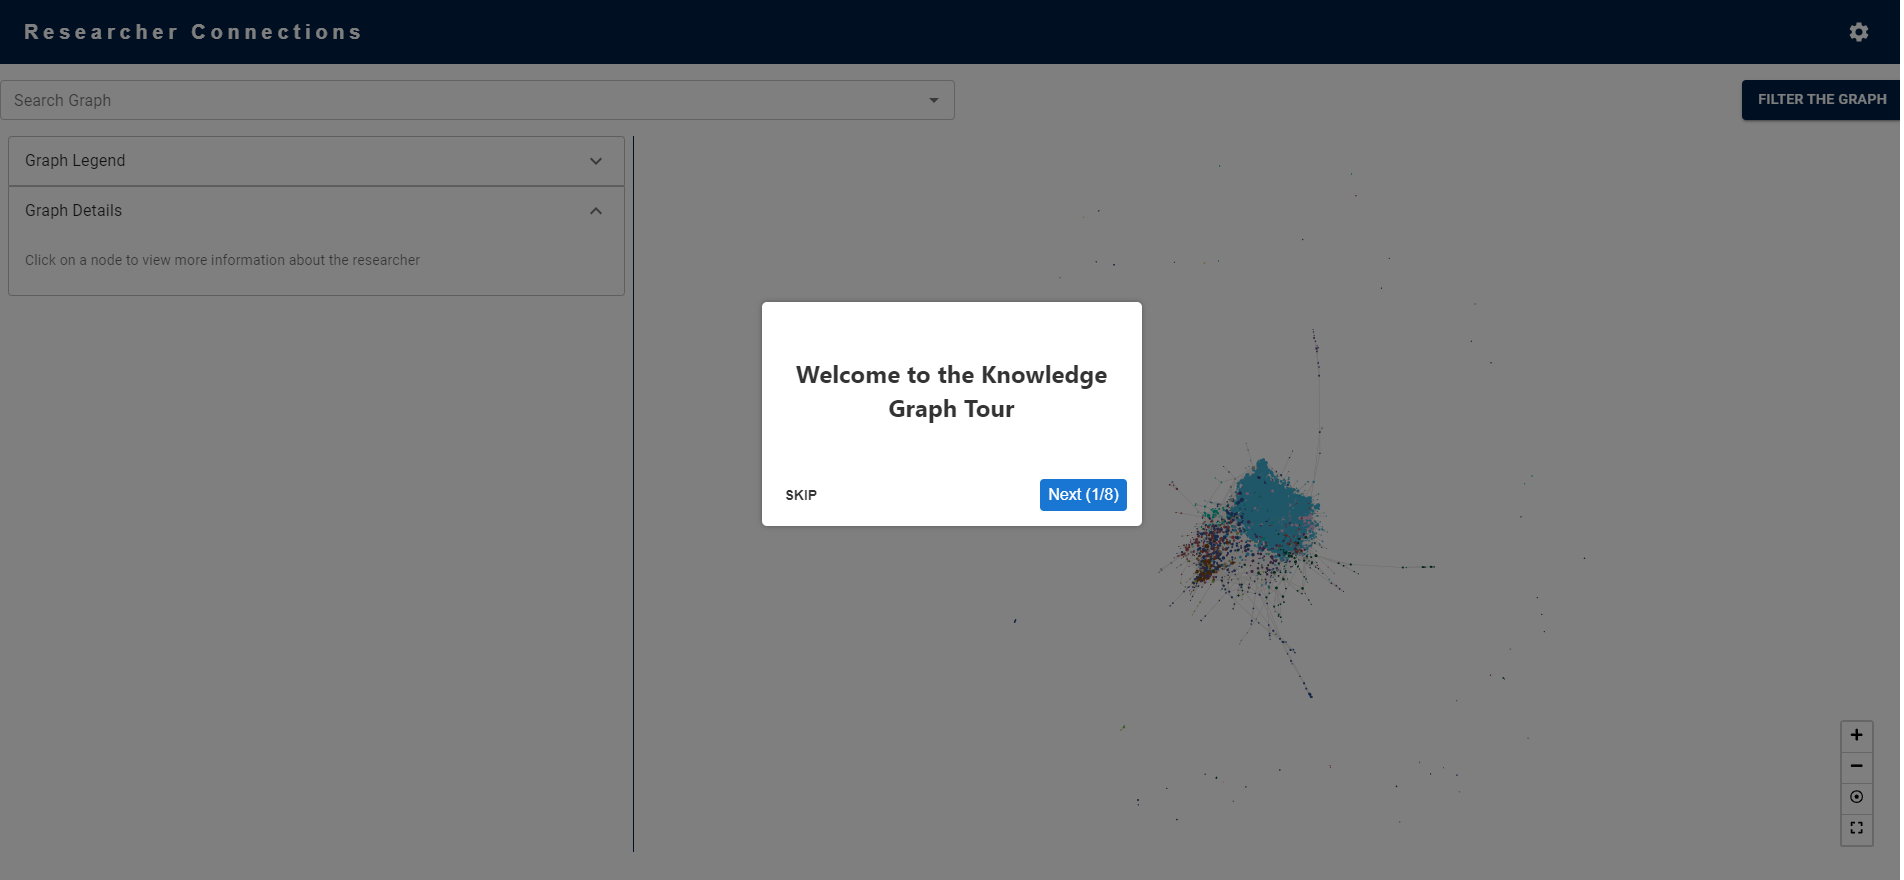 Researcher Connections
Search Graph
FILTER THE GRAPH
Graph Legend
Graph Details
Click on a node to view more information about the researcher
Welcome to the Knowledge
Graph Tour
SKIP
Next (1/8)